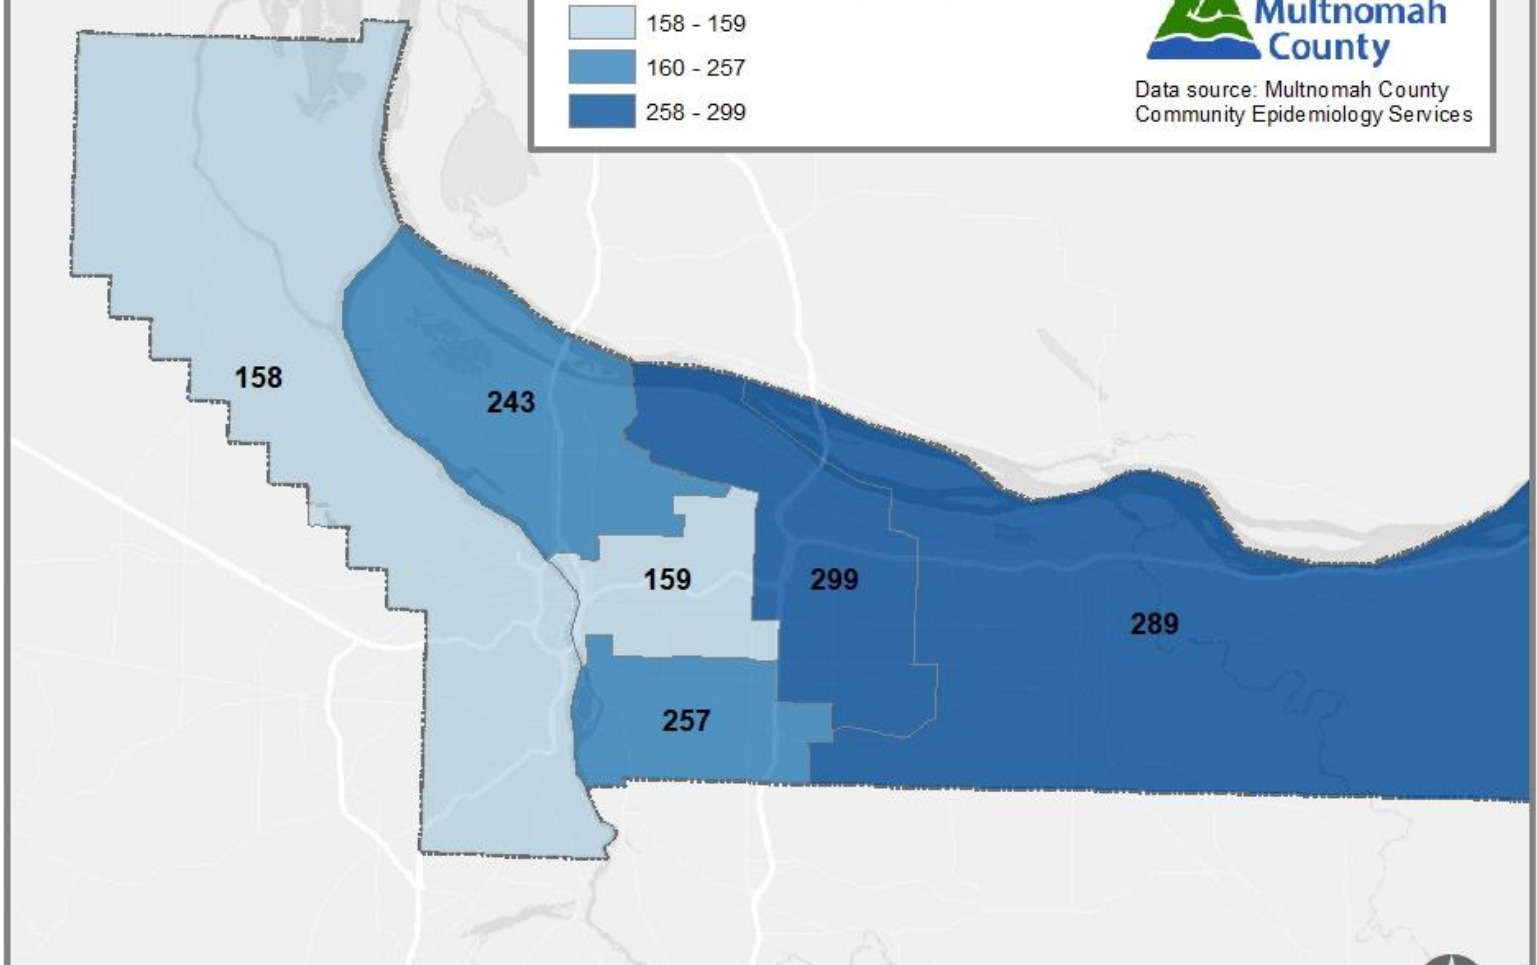 158 - 159
160 - 257
258 - 299
Multnomah
County
Data source: Multnomah County
Community Epidemiology Services
158
243
159
299
289
257